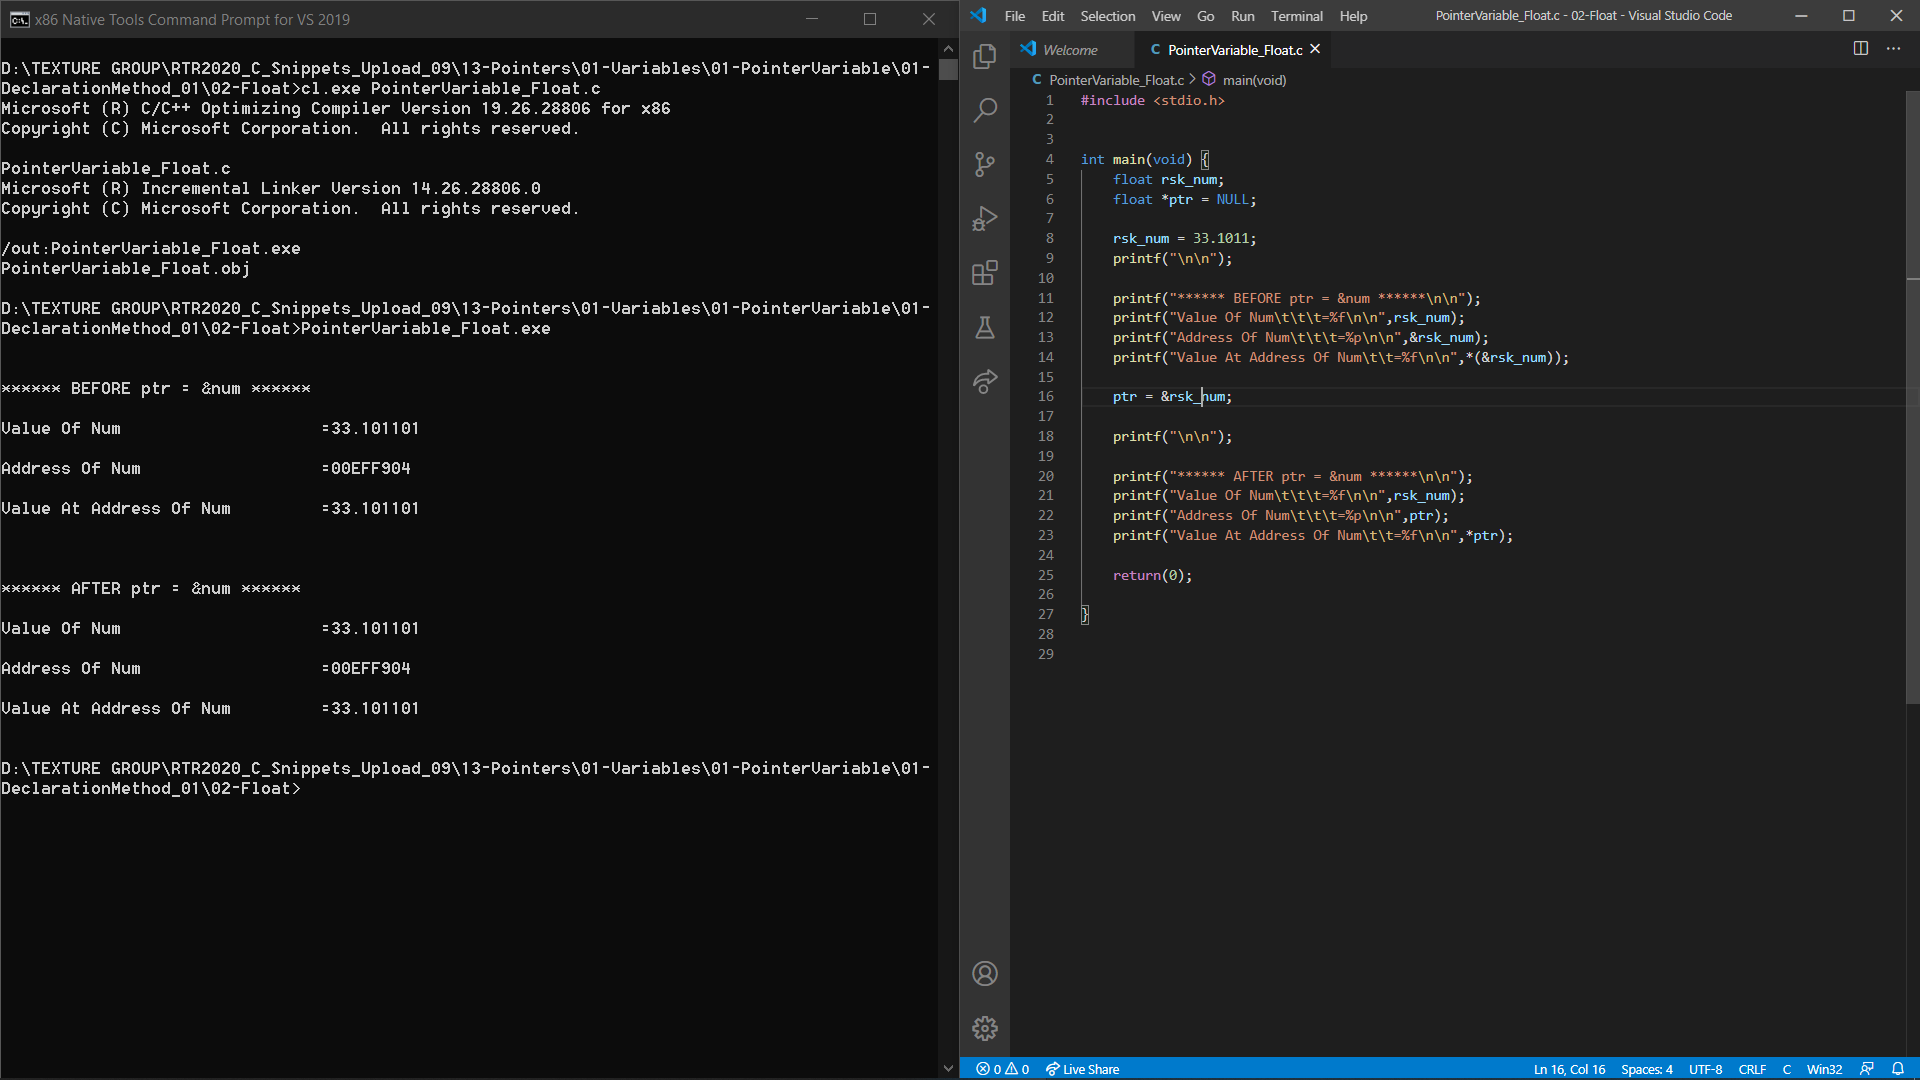 x86 Native Tools Command Prompt for VS 2019
D:\TEXTURE GROUP\RTR2020_C_Snippets_Upload_09\13-Pointers\01-Variables\01-PointerVariable\01-
DeclarationMethod_01\02-Float>cl.exe PointerVariable_Float.c
Microsoft (R) C/C++ Optimizing Compiler Version 19.26.28806 for x86
Copyright (C) Microsoft Corporation.  All rights reserved.
PointerVariable_Float.c
Microsoft (R) Incremental Linker Version 14.26.28806.0
Copyright (C) Microsoft Corporation.  All rights reserved.
/out:PointerVariable_Float.exe
PointerVariable_Float.obj
D:\TEXTURE GROUP\RTR2020_C_Snippets_Upload_09\13-Pointers\01-Variables\01-PointerVariable\01-
DeclarationMethod_01\02-Float>PointerVariable_Float.exe
****** BEFORE ptr = &num ******
Value Of Num =33.101101
Address Of Num =00EFF904
Value At Address Of Num =33.101101
****** AFTER ptr = &num ******
Value Of Num =33.101101
Address Of Num =00EFF904
Value At Address Of Num =33.101101
D:\TEXTURE GROUP\RTR2020_C_Snippets_Upload_09\13-Pointers\01-Variables\01-PointerVariable\01-
DeclarationMethod_01\02-Float>
File Edit Selection View Go Run Terminal Help PointerVariable_Float.c - 02-Float - Visual Studio Code
Welcome C PointerVariable_Float.c
C PointerVariable_Float.c > main(void)
1 #include <stdio.h>
2
3
4 int main(void) {
5 float rsk_num;
6 float *ptr = NULL;
7
8 rsk_num = 33.1011;
9 printf("\n\n");
10
11 printf("****** BEFORE ptr = &num ******\n\n");
12 printf("Value Of Num\t\t\t=%f\n\n",rsk_num);
13 printf("Address Of Num\t\t\t=%p\n\n",&rsk_num);
14 printf("Value At Address Of Num\t\t=%f\n\n",*(&rsk_num));
15
16 ptr = &rsk_num;
17
18 printf("\n\n");
19
20 printf("****** AFTER ptr = &num ******\n\n");
21 printf("Value Of Num\t\t\t=%f\n\n",rsk_num);
22 printf("Address Of Num\t\t\t=%p\n\n",ptr);
23 printf("Value At Address Of Num\t\t=%f\n\n",*ptr);
24
25 return(0);
26
27 }
28
29
0 0 Live Share Ln 16, Col 16 Spaces: 4 UTF-8 CRLF C Win32